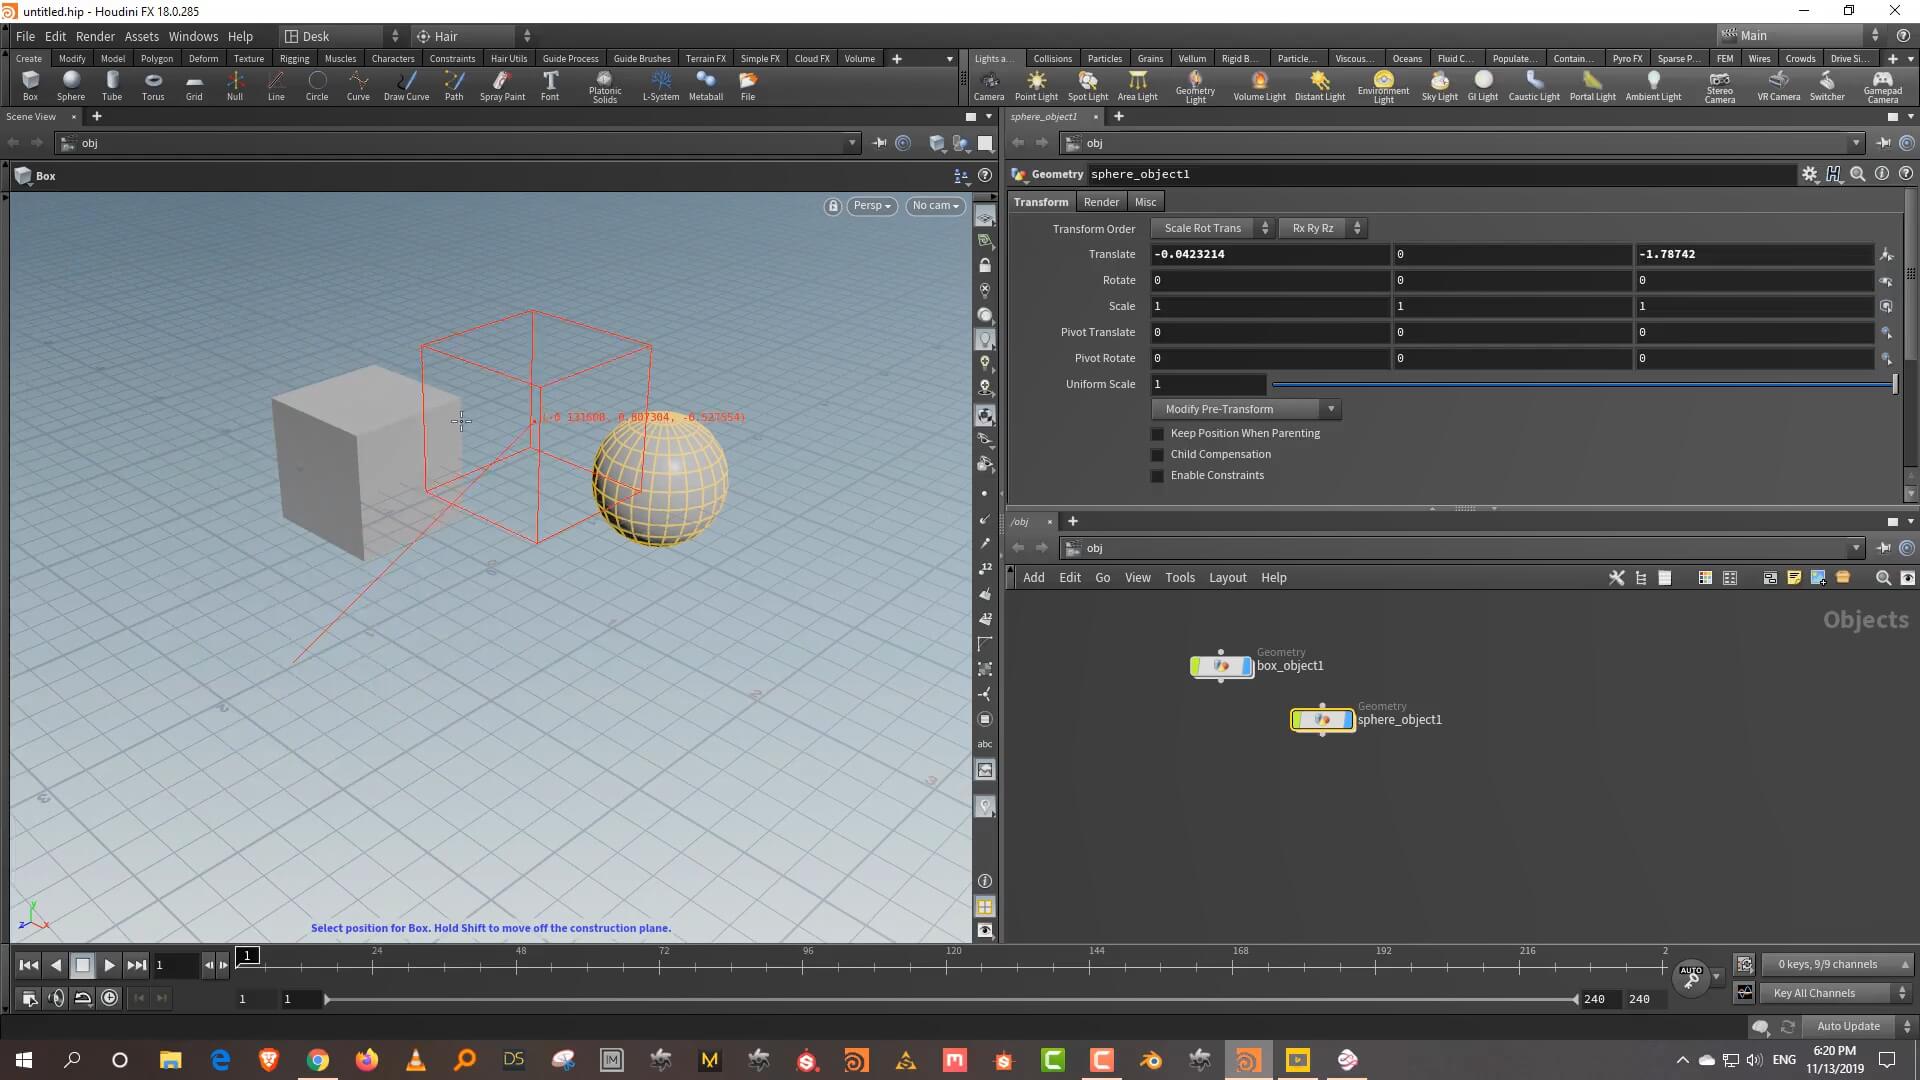 untitled.hip - Houdini FX 18.0.285
File Edit Render Assets Windows Help Desk Hair Main
Create Modify Model Polygon Deform Texture Rigging Muscles Characters Constraints Hair Utils Guide Process Guide Brushes Terrain FX Simple FX Cloud FX Volume
Lights a... Collisions Particles Grains Vellum Rigid B... Particle... Viscous... Oceans Fluid C... Populate... Contain... Pyro FX Sparse P... FEM Wires Crowds Drive Si...
Box Sphere Tube Torus Grid Null Line Circle Curve Draw Curve Path Spray Paint Font Platonic Solids L-System Metaball File
Camera Point Light Spot Light Area Light Geometry Light Volume Light Distant Light Environment Light Sky Light GI Light Caustic Light Portal Light Ambient Light Stereo Camera VR Camera Switcher Gamepad Camera
Scene View
obj
Box
Persp No cam
Select position for Box. Hold Shift to move off the construction plane.
sphere_object1
obj
Geometry sphere_object1
Transform Render Misc
Transform Order Scale Rot Trans Rx Ry Rz
Translate -0.0423214 0 -1.78742
Rotate 0 0 0
Scale 1 1 1
Pivot Translate 0 0 0
Pivot Rotate 0 0 0
Uniform Scale 1
Modify Pre-Transform
Keep Position When Parenting
Child Compensation
Enable Constraints
/obj
obj
Add Edit Go View Tools Layout Help
Objects
Geometry
box_object1
Geometry
sphere_object1
12
12
abc
1 1 24 48 72 96 120 144 168 192 216 2
AUTO
0 keys, 9/9 channels
1 1 240 240
Key All Channels
Auto Update
DS
ENG
6:20 PM
11/13/2019